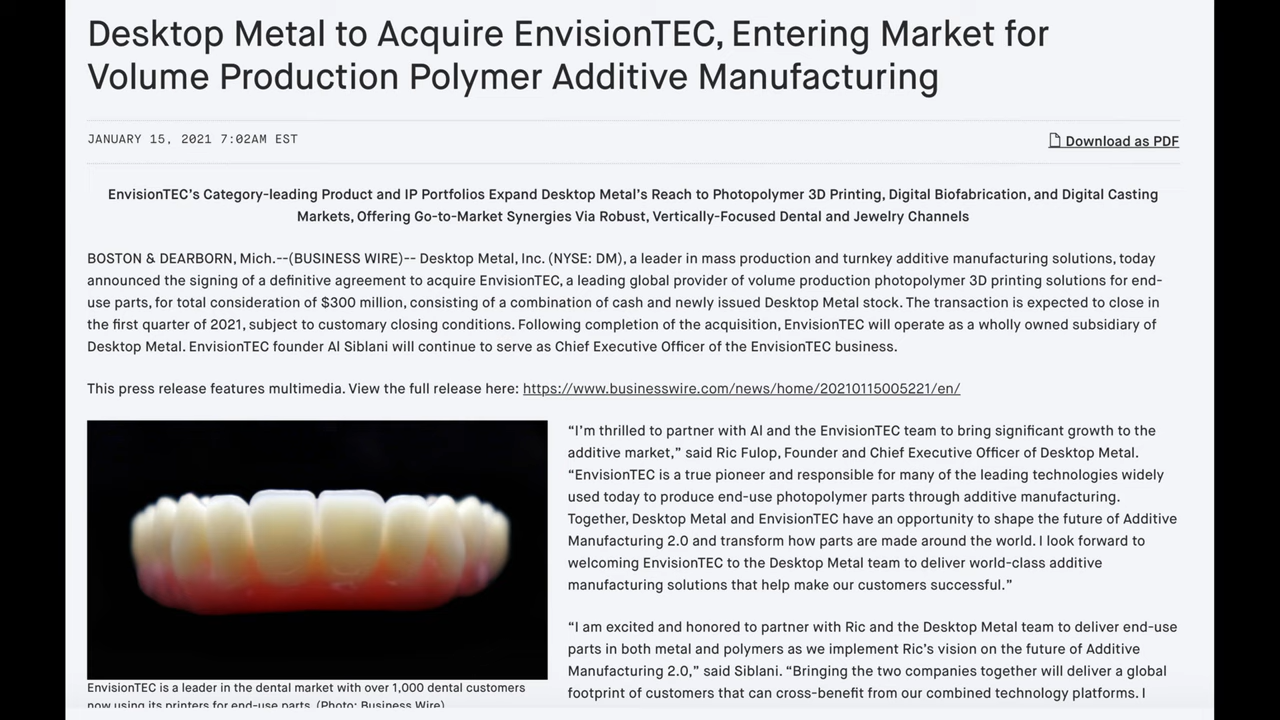 Desktop Metal to Acquire EnvisionTEC, Entering Market for
Volume Production Polymer Additive Manufacturing
JANUARY 15, 2021 7:02AM EST
Download as PDF
EnvisionTEC's Category-leading Product and IP Portfolios Expand Desktop Metal's Reach to Photopolymer 3D Printing, Digital Biofabrication, and Digital Casting
Markets, Offering Go-to-Market Synergies Via Robust, Vertically-Focused Dental and Jewelry Channels
BOSTON & DEARBORN, Mich.--(BUSINESS WIRE)-- Desktop Metal, Inc. (NYSE: DM), a leader in mass production and turnkey additive manufacturing solutions, today
announced the signing of a definitive agreement to acquire EnvisionTEC, a leading global provider of volume production photopolymer 3D printing solutions for end-
use parts, for total consideration of $300 million, consisting of a combination of cash and newly issued Desktop Metal stock. The transaction is expected to close in
the first quarter of 2021, subject to customary closing conditions. Following completion of the acquisition, EnvisionTEC will operate as a wholly owned subsidiary of
Desktop Metal. EnvisionTEC founder Al Siblani will continue to serve as Chief Executive Officer of the EnvisionTEC business.
This press release features multimedia. View the full release here: https://www.businesswire.com/news/home/20210115005221/en/
“I'm thrilled to partner with Al and the EnvisionTEC team to bring significant growth to the
additive market,” said Ric Fulop, Founder and Chief Executive Officer of Desktop Metal.
“EnvisionTEC is a true pioneer and responsible for many of the leading technologies widely
used today to produce end-use photopolymer parts through additive manufacturing.
Together, Desktop Metal and EnvisionTEC have an opportunity to shape the future of Additive
Manufacturing 2.0 and transform how parts are made around the world. I look forward to
welcoming EnvisionTEC to the Desktop Metal team to deliver world-class additive
manufacturing solutions that help make our customers successful.”
“I am excited and honored to partner with Ric and the Desktop Metal team to deliver end-use
parts in both metal and polymers as we implement Ric's vision on the future of Additive
Manufacturing 2.0,” said Siblani. “Bringing the two companies together will deliver a global
footprint of customers that can cross-benefit from our combined technology platforms. I
EnvisionTEC is a leader in the dental market with over 1,000 dental customers
now using its printers for end-use parts. (Photo: Business Wire)